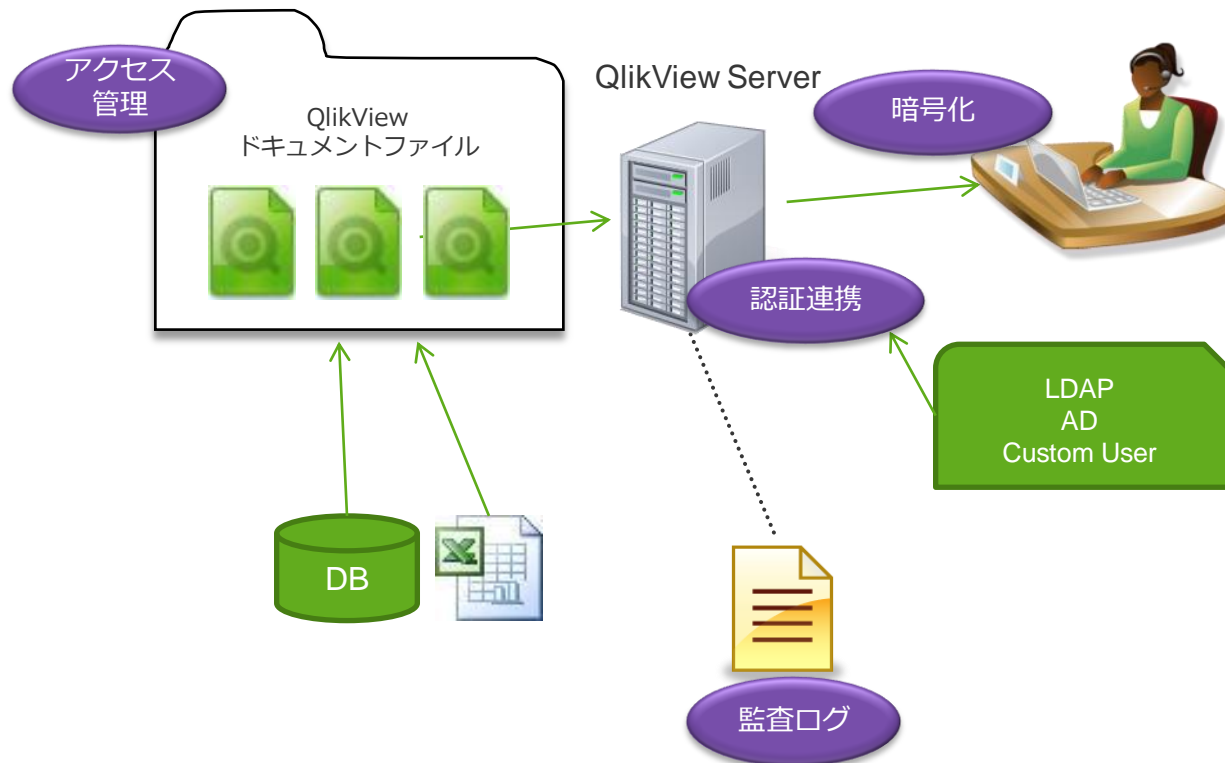 アクセス
管理
QlikView
ドキュメントファイル
QlikView Server
暗号化
認証連携
LDAP
AD
Custom User
DB
監査ログ